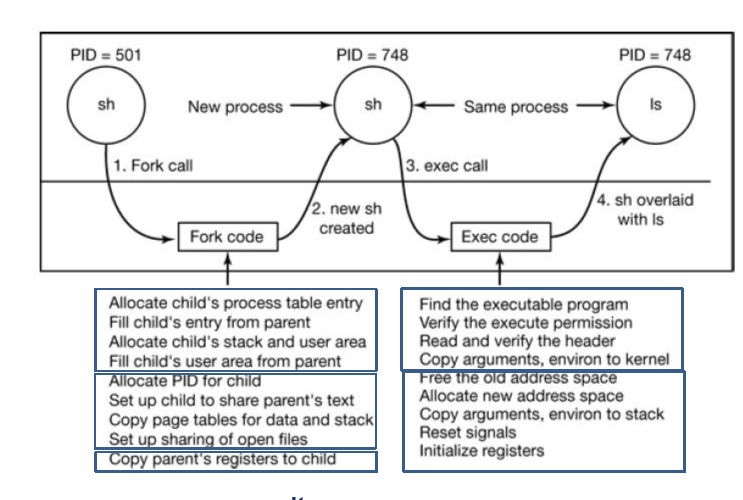 PID = 501
PID = 748
PID = 748
sh
New process
sh
Same process
ls
1. Fork call
3. exec call
2. new sh
created
4. sh overlaid
with ls
Fork code
Exec code
Allocate child's process table entry
Fill child's entry from parent
Allocate child's stack and user area
Fill child's user area from parent
Allocate PID for child
Set up child to share parent's text
Copy page tables for data and stack
Set up sharing of open files
Copy parent's registers to child
Find the executable program
Verify the execute permission
Read and verify the header
Copy arguments, environ to kernel
Free the old address space
Allocate new address space
Copy arguments, environ to stack
Reset signals
Initialize registers